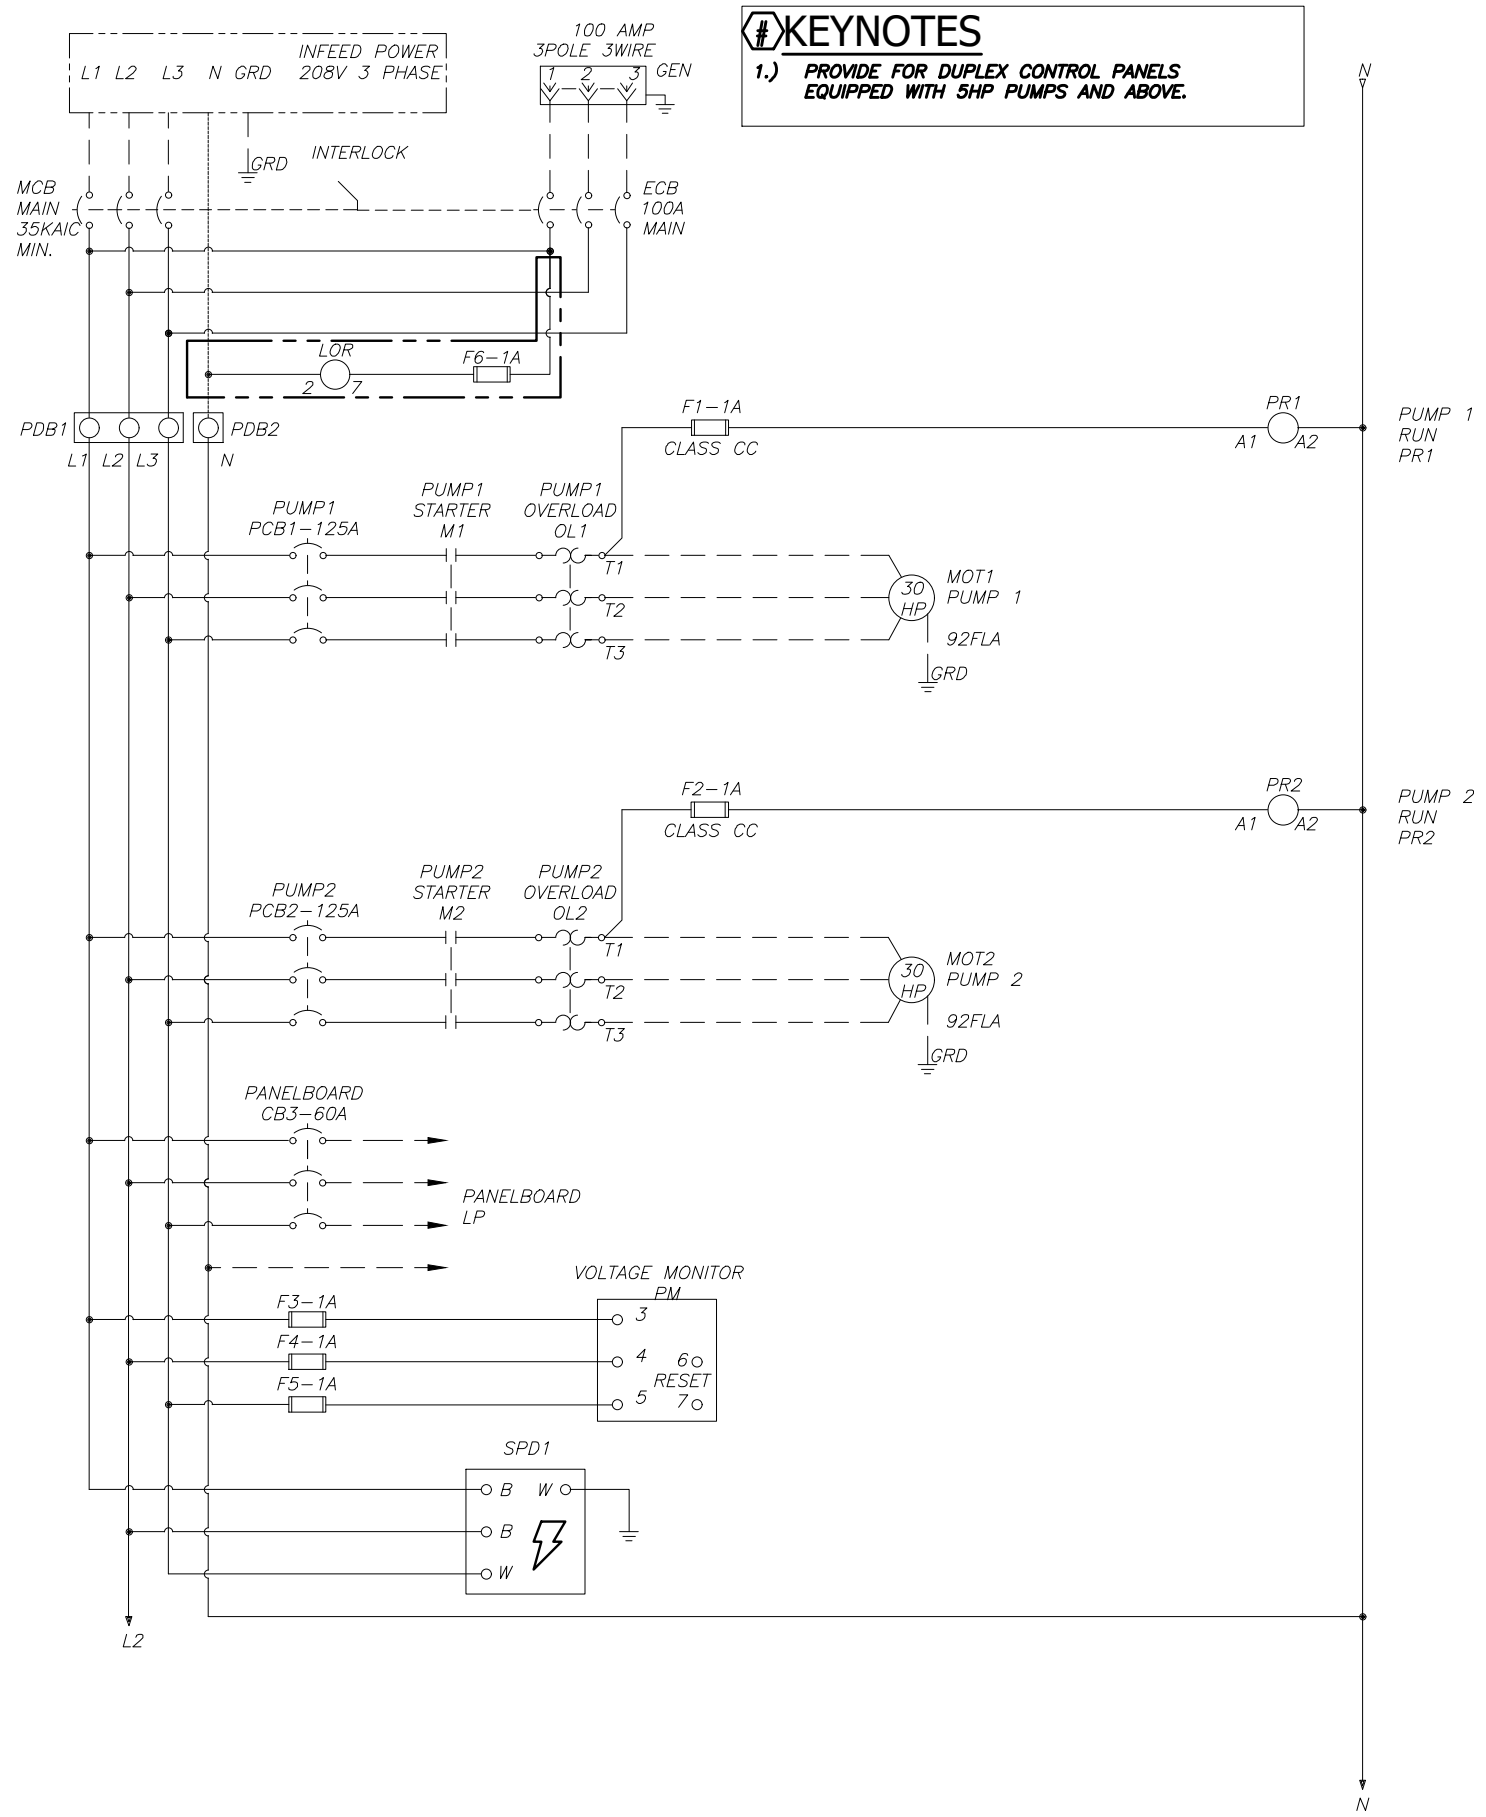 INFEED POWER
L1 L2 L3 N GRD 208V 3 PHASE
100 AMP
3POLE 3WIRE
1 2 3 GEN
# KEYNOTES
1.) PROVIDE FOR DUPLEX CONTROL PANELS
EQUIPPED WITH 5HP PUMPS AND ABOVE.
N
GRD
INTERLOCK
MCB
MAIN
35KAIC
MIN.
ECB
100A
MAIN
LOR
2 7
F6-1A
PDB1
PDB2
L1 L2 L3 N
F1-1A
CLASS CC
PR1
A1 A2
PUMP 1
RUN
PR1
PUMP1
PCB1-125A
PUMP1
STARTER
M1
PUMP1
OVERLOAD
OL1
T1
T2
T3
30
HP
MOT1
PUMP 1
92FLA
GRD
F2-1A
CLASS CC
PR2
A1 A2
PUMP 2
RUN
PR2
PUMP2
PCB2-125A
PUMP2
STARTER
M2
PUMP2
OVERLOAD
OL2
T1
T2
T3
30
HP
MOT2
PUMP 2
92FLA
GRD
PANELBOARD
CB3-60A
PANELBOARD
LP
VOLTAGE MONITOR
PM
F3-1A
3
F4-1A
4 6
RESET
F5-1A
5 7
SPD1
B W
B
W
L2
N